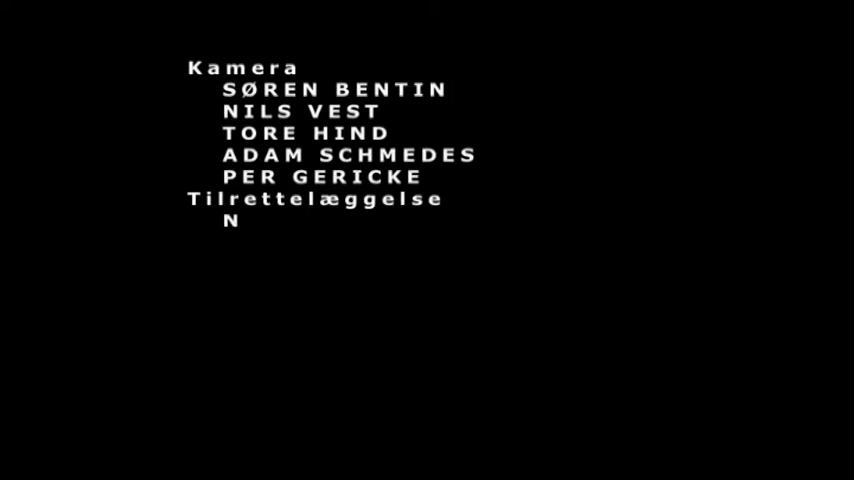 Kamera
SØREN BENTIN
NILS VEST
TORE HIND
ADAM SCHMEDES
PER GERICKE
Tilrettelæggelse
N